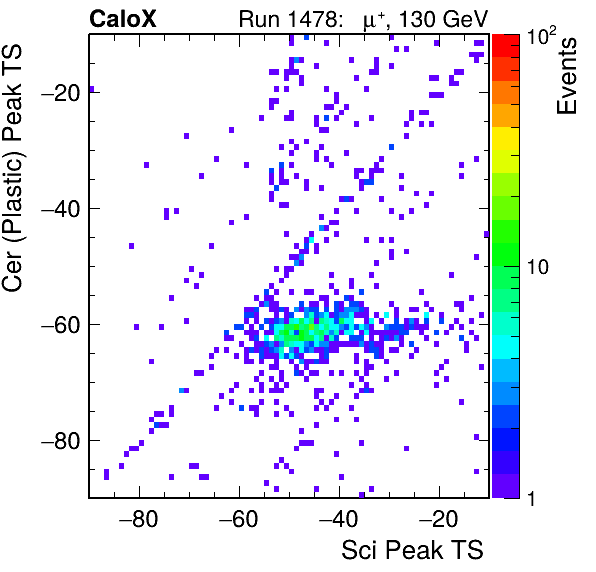 CaloX Run 1478: μ⁺, 130 GeV
Cer (Plastic) Peak TS
−20
−40
−60
−80
−80 −60 −40 −20
Sci Peak TS
10²
10
1
Events